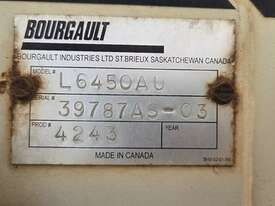 BOURGAULT
BOURGAULT INDUSTRIES LTD ST.BRIEUX SASKATCHEWAN CANADA
MODEL # L6450AU
SERIAL # 39787AS-03
PROD # 4243 YEAR
MADE IN CANADA